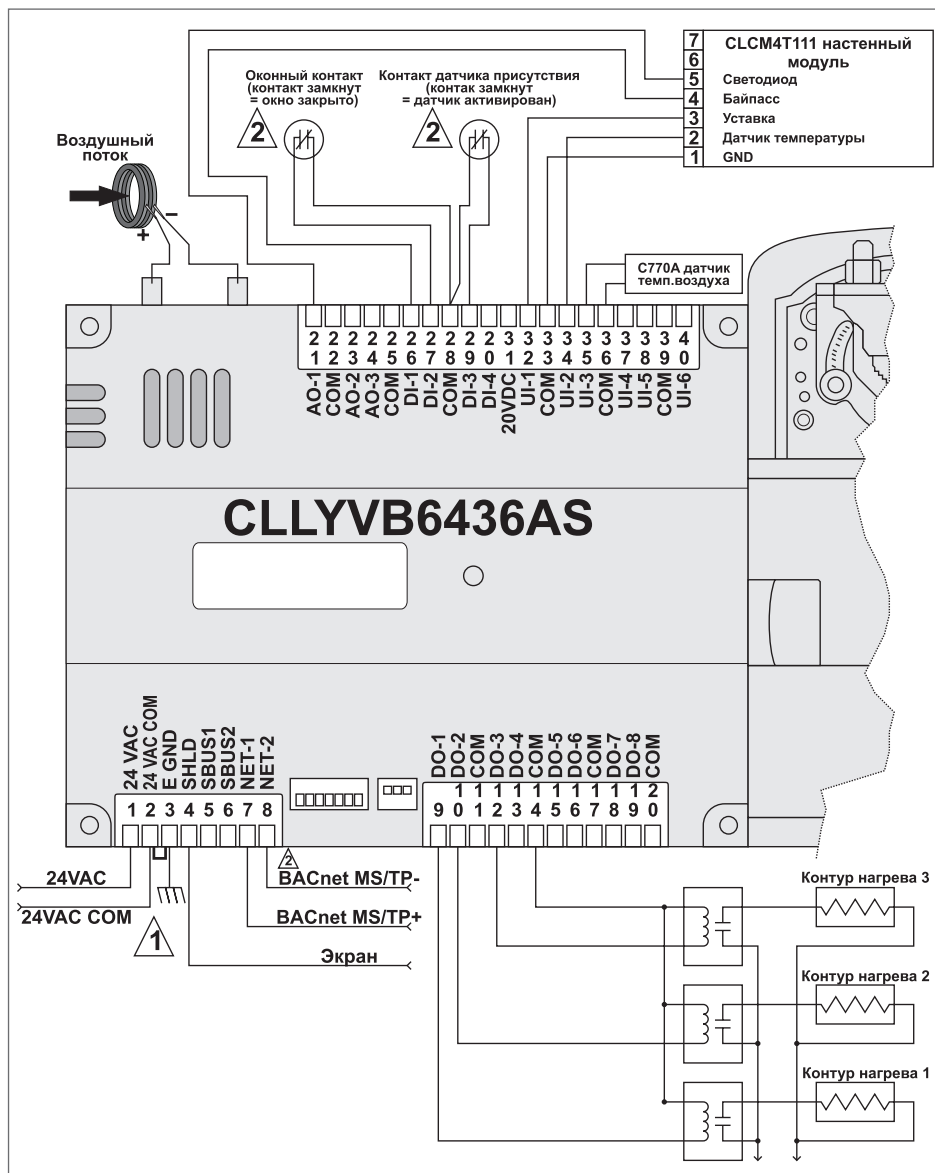 7
6
5
4
3
2
1
CLCM4T111 настенный
модуль
Светодиод
Байпасс
Уставка
Датчик температуры
GND
Оконный контакт
(контакт замкнут
= окно закрыто)
2
Контакт датчика присутствия
(контак замкнут
= датчик активирован)
2
Воздушный
поток
+
–
C770A датчик
темп.воздуха
21 22 23 24 25 26 27 28 29 20 31 32 33 34 35 36 37 38 39 40
AO-1
COM
AO-2
AO-3
COM
DI-1
DI-2
COM
DI-3
DI-4
20VDC
UI-1
COM
UI-2
UI-3
COM
UI-4
UI-5
COM
UI-6
CLLYVB6436AS
24 VAC
24 VAC COM
E GND
SHLD
SBUS1
SBUS2
NET-1
NET-2
1 2 3 4 5 6 7 8
DO-1
DO-2
COM
DO-3
DO-4
COM
DO-5
DO-6
COM
DO-7
DO-8
COM
9 10 11 12 13 14 15 16 17 18 19 20
2
24VAC
24VAC COM
1
BACnet MS/TP-
BACnet MS/TP+
Экран
Контур нагрева 3
Контур нагрева 2
Контур нагрева 1